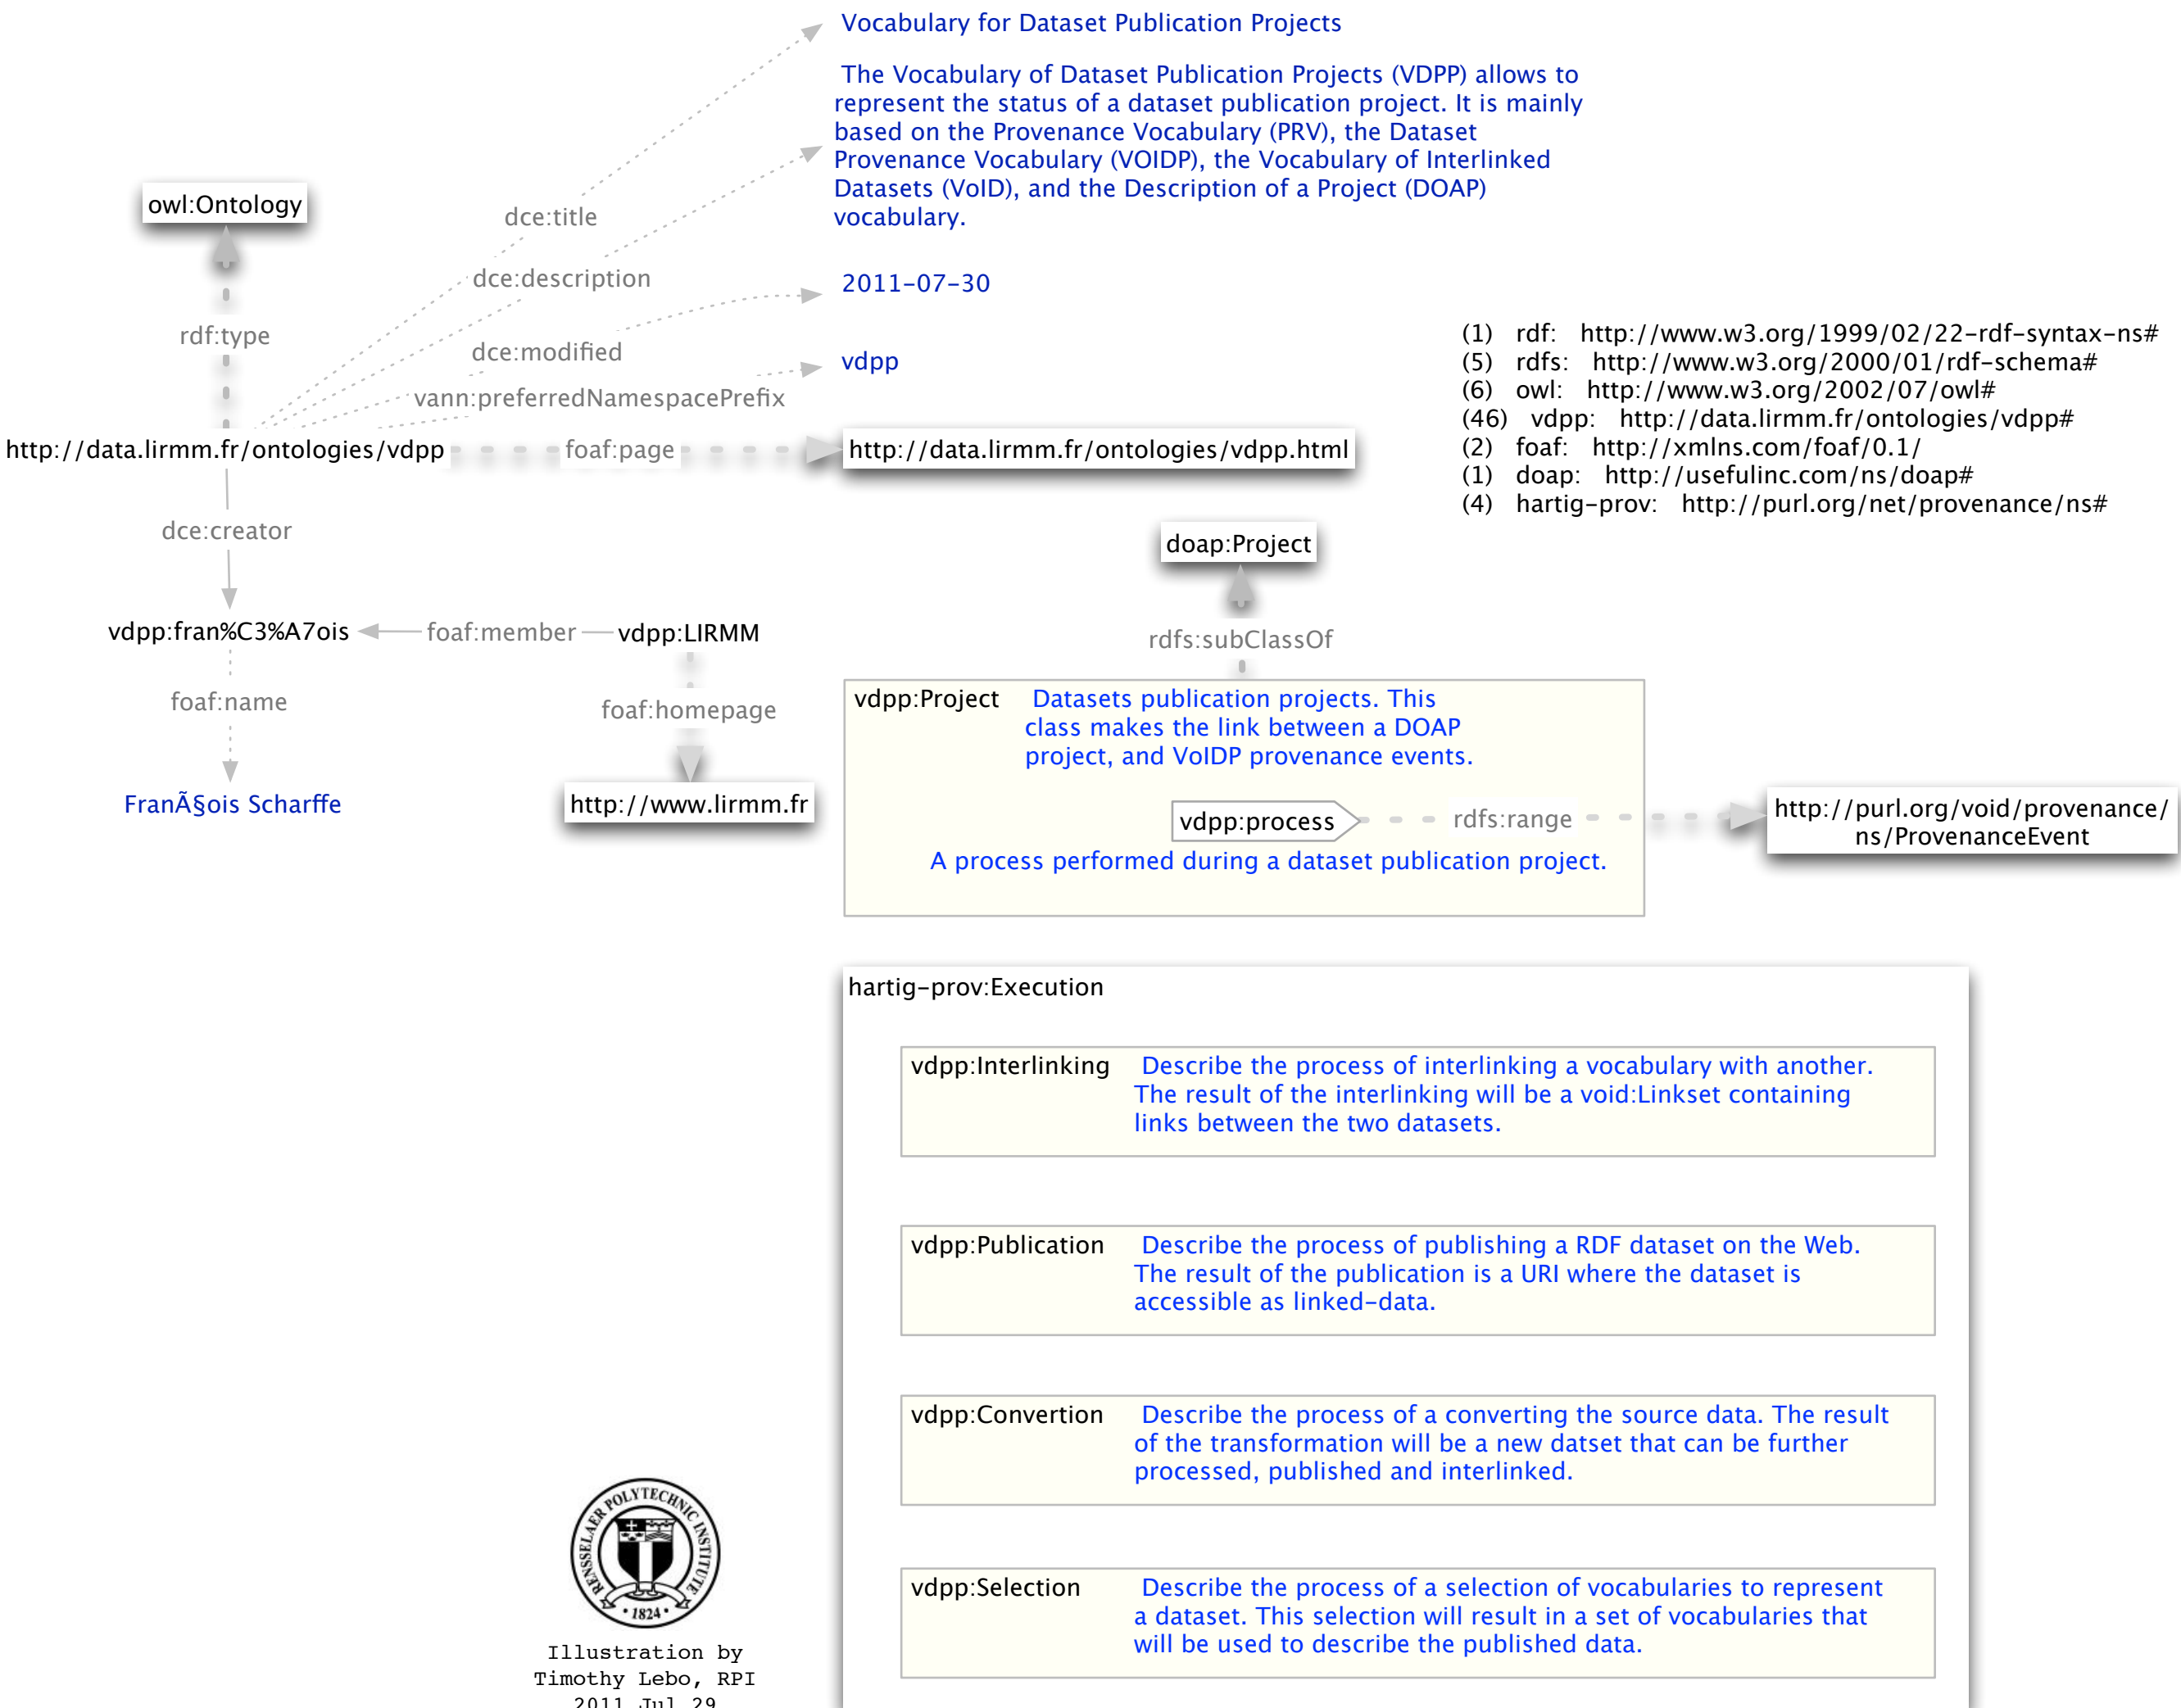 Vocabulary for Dataset Publication Projects
The Vocabulary of Dataset Publication Projects (VDPP) allows to
represent the status of a dataset publication project. It is mainly
based on the Provenance Vocabulary (PRV), the Dataset
Provenance Vocabulary (VOIDP), the Vocabulary of Interlinked
Datasets (VoID), and the Description of a Project (DOAP)
vocabulary.
owl:Ontology
dce:title
dce:description
2011-07-30
rdf:type
dce:modified
vdpp
vann:preferredNamespacePrefix
http://data.lirmm.fr/ontologies/vdpp
foaf:page
http://data.lirmm.fr/ontologies/vdpp.html
(1) rdf: http://www.w3.org/1999/02/22-rdf-syntax-ns#
(5) rdfs: http://www.w3.org/2000/01/rdf-schema#
(6) owl: http://www.w3.org/2002/07/owl#
(46) vdpp: http://data.lirmm.fr/ontologies/vdpp#
(2) foaf: http://xmlns.com/foaf/0.1/
(1) doap: http://usefulinc.com/ns/doap#
(4) hartig-prov: http://purl.org/net/provenance/ns#
dce:creator
vdpp:fran%C3%A7ois
foaf:member
vdpp:LIRMM
foaf:name
foaf:homepage
FranÃ§ois Scharffe
http://www.lirmm.fr
doap:Project
rdfs:subClassOf
vdpp:Project
Datasets publication projects. This
class makes the link between a DOAP
project, and VoIDP provenance events.
vdpp:process
rdfs:range
http://purl.org/void/provenance/
ns/ProvenanceEvent
A process performed during a dataset publication project.
hartig-prov:Execution
vdpp:Interlinking
Describe the process of interlinking a vocabulary with another.
The result of the interlinking will be a void:Linkset containing
links between the two datasets.
vdpp:Publication
Describe the process of publishing a RDF dataset on the Web.
The result of the publication is a URI where the dataset is
accessible as linked-data.
vdpp:Convertion
Describe the process of a converting the source data. The result
of the transformation will be a new datset that can be further
processed, published and interlinked.
vdpp:Selection
Describe the process of a selection of vocabularies to represent
a dataset. This selection will result in a set of vocabularies that
will be used to describe the published data.
RENSSELAER POLYTECHNIC INSTITUTE
• 1824 •
Illustration by
Timothy Lebo, RPI
2011 Jul 29